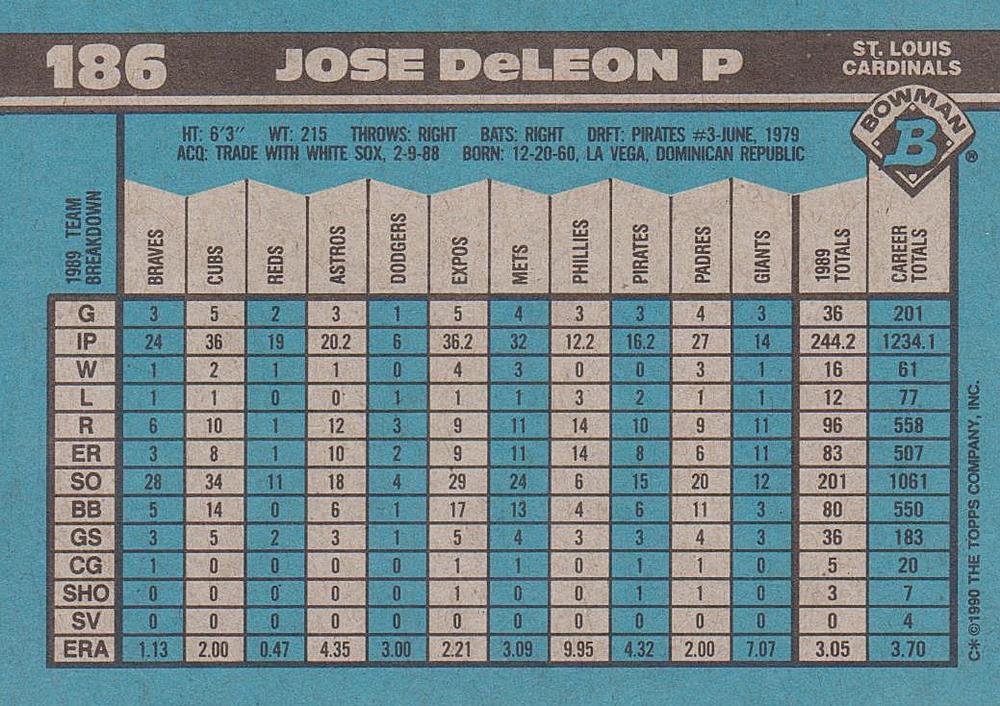 186 JOSE DeLEON P ST. LOUIS CARDINALS
BOWMAN
B ®
HT: 6'3" WT: 215 THROWS: RIGHT BATS: RIGHT DRFT: PIRATES #3-JUNE, 1979
ACQ: TRADE WITH WHITE SOX, 2-9-88 BORN: 12-20-60, LA VEGA, DOMINICAN REPUBLIC
1989 TEAM BREAKDOWN BRAVES CUBS REDS ASTROS DODGERS EXPOS METS PHILLIES PIRATES PADRES GIANTS 1989 TOTALS CAREER TOTALS
G 3 5 2 3 1 5 4 3 3 4 3 36 201
IP 24 36 19 20.2 6 36.2 32 12.2 16.2 27 14 244.2 1234.1
W 1 2 1 1 0 4 3 0 0 3 1 16 61
L 1 1 0 0 1 1 1 3 2 1 1 12 77
R 6 10 1 12 3 9 11 14 10 9 11 96 558
ER 3 8 1 10 2 9 11 14 8 6 11 83 507
SO 28 34 11 18 4 29 24 6 15 20 12 201 1061
BB 5 14 0 6 1 17 13 4 6 11 3 80 550
GS 3 5 2 3 1 5 4 3 3 4 3 36 183
CG 1 0 0 0 0 1 1 0 1 1 0 5 20
SHO 0 0 0 0 0 1 0 0 1 1 0 3 7
SV 0 0 0 0 0 0 0 0 0 0 0 0 4
ERA 1.13 2.00 0.47 4.35 3.00 2.21 3.09 9.95 4.32 2.00 7.07 3.05 3.70
C* ©1990 THE TOPPS COMPANY, INC.